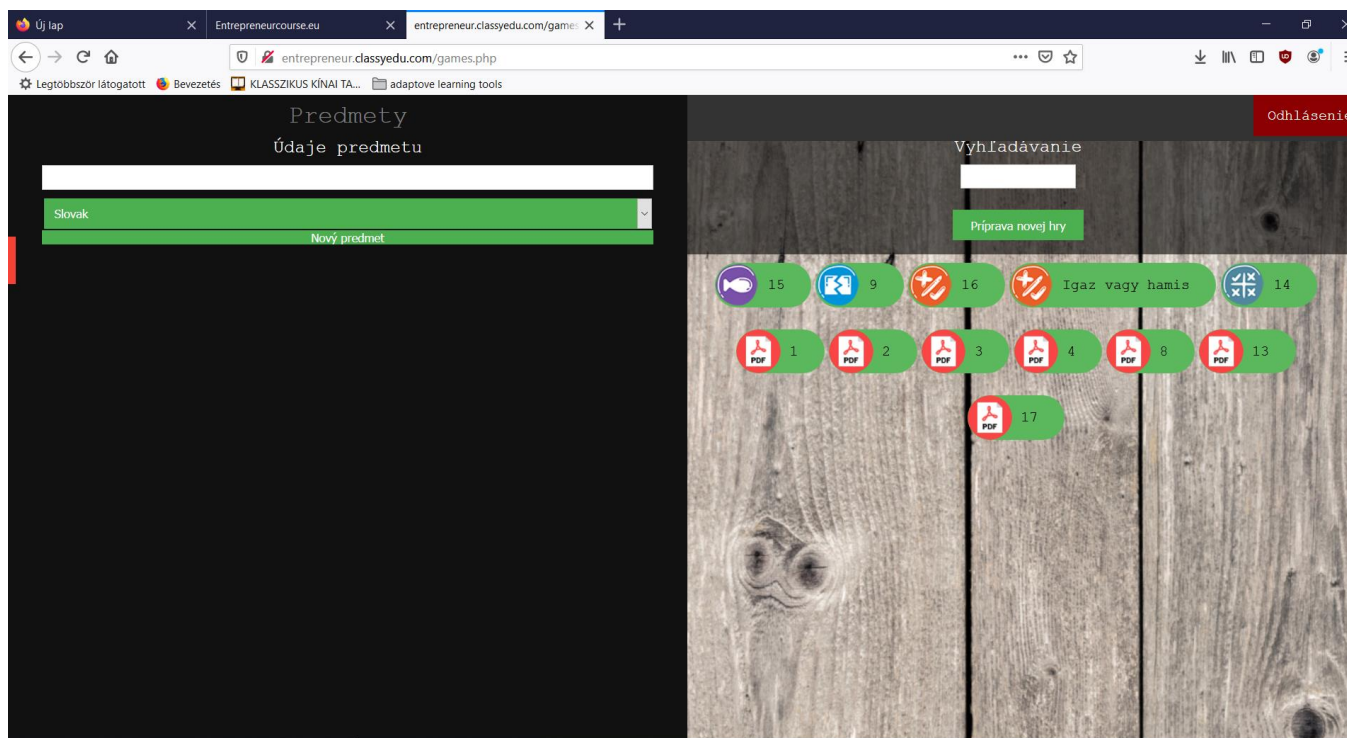 Új lap
Entrepreneurcourse.eu
entrepreneur.classyedu.com/games
entrepreneur.classyedu.com/games.php
Legtöbbször látogatott
Bevezetés
KLASSZIKUS KÍNAI TA...
adaptove learning tools
Predmety
Údaje predmetu
Slovak
Nový predmet
Odhlásenie
Vyhľadávanie
Príprava novej hry
15
9
16
Igaz vagy hamis
14
PDF 1
PDF 2
PDF 3
PDF 4
PDF 8
PDF 13
PDF 17